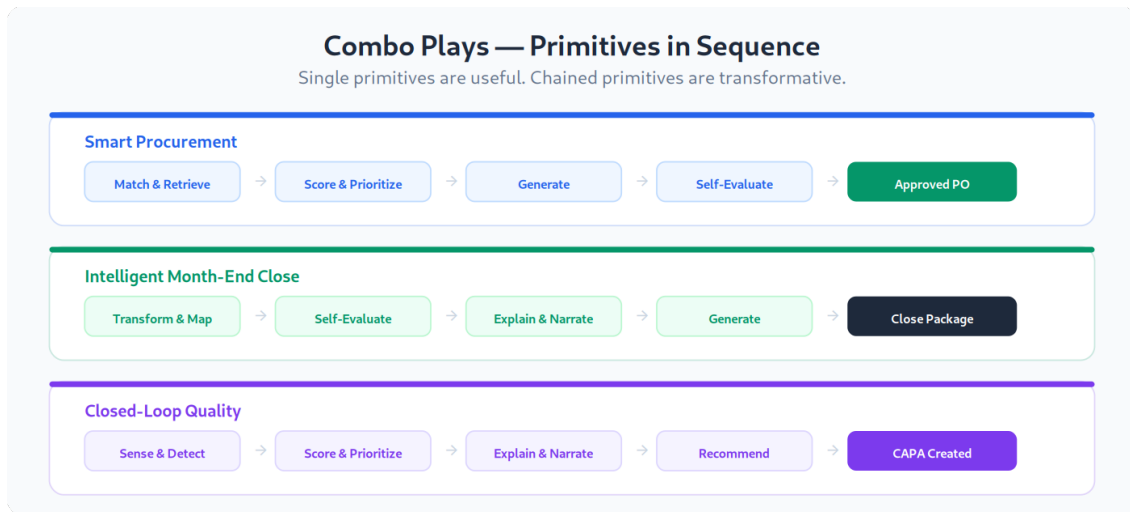 Combo Plays — Primitives in Sequence
Single primitives are useful. Chained primitives are transformative.
Smart Procurement
Match & Retrieve → Score & Prioritize → Generate → Self-Evaluate → Approved PO
Intelligent Month-End Close
Transform & Map → Self-Evaluate → Explain & Narrate → Generate → Close Package
Closed-Loop Quality
Sense & Detect → Score & Prioritize → Explain & Narrate → Recommend → CAPA Created